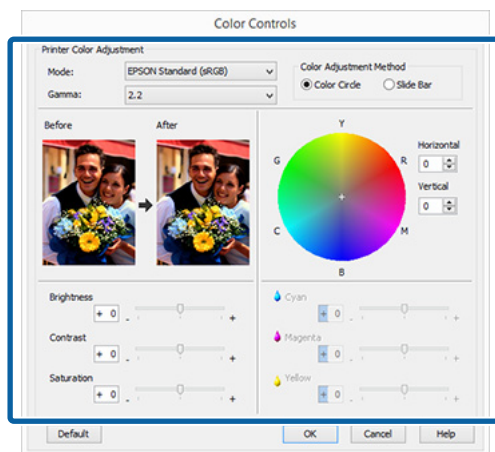 Color Controls
Printer Color Adjustment
Mode: EPSON Standard (sRGB)
Gamma: 2.2
Color Adjustment Method
Color Circle Slide Bar
Before After
Y
G R
C M
B
Horizontal
0
Vertical
0
Brightness
+ 0 - +
Contrast
+ 0 - +
Saturation
+ 0 - +
Cyan
+ 0 - +
Magenta
+ 0 - +
Yellow
+ 0 - +
Default OK Cancel Help